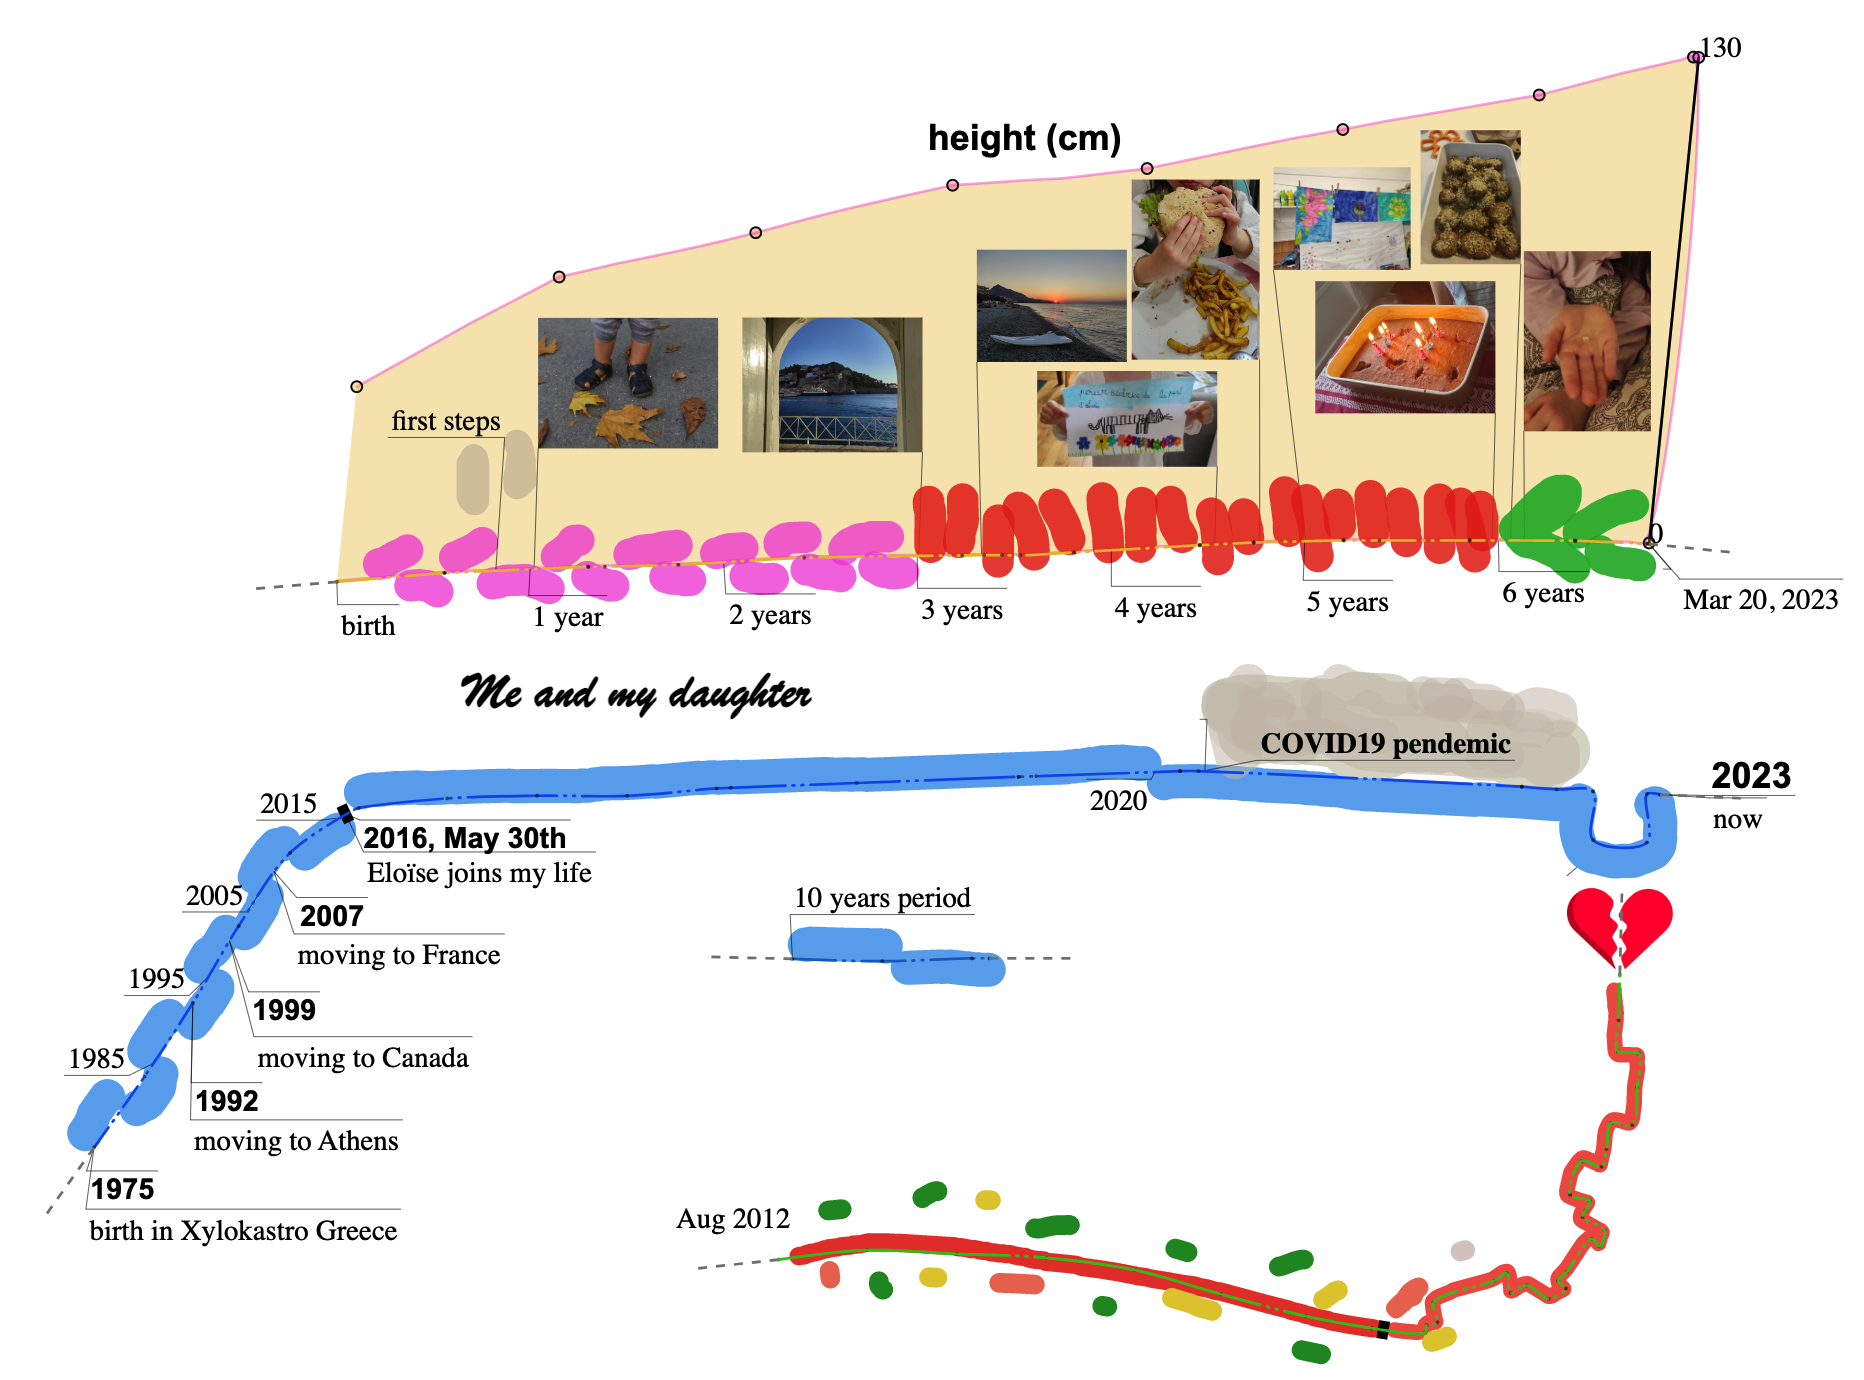 130
height (cm)
first steps
0
birth
1 year
2 years
3 years
4 years
5 years
6 years
Mar 20, 2023
Me and my daughter
COVID19 pendemic
2023
now
2020
2015
2016, May 30th
Eloïse joins my life
2005
2007
moving to France
10 years period
1995
1999
moving to Canada
1985
1992
moving to Athens
1975
birth in Xylokastro Greece
Aug 2012